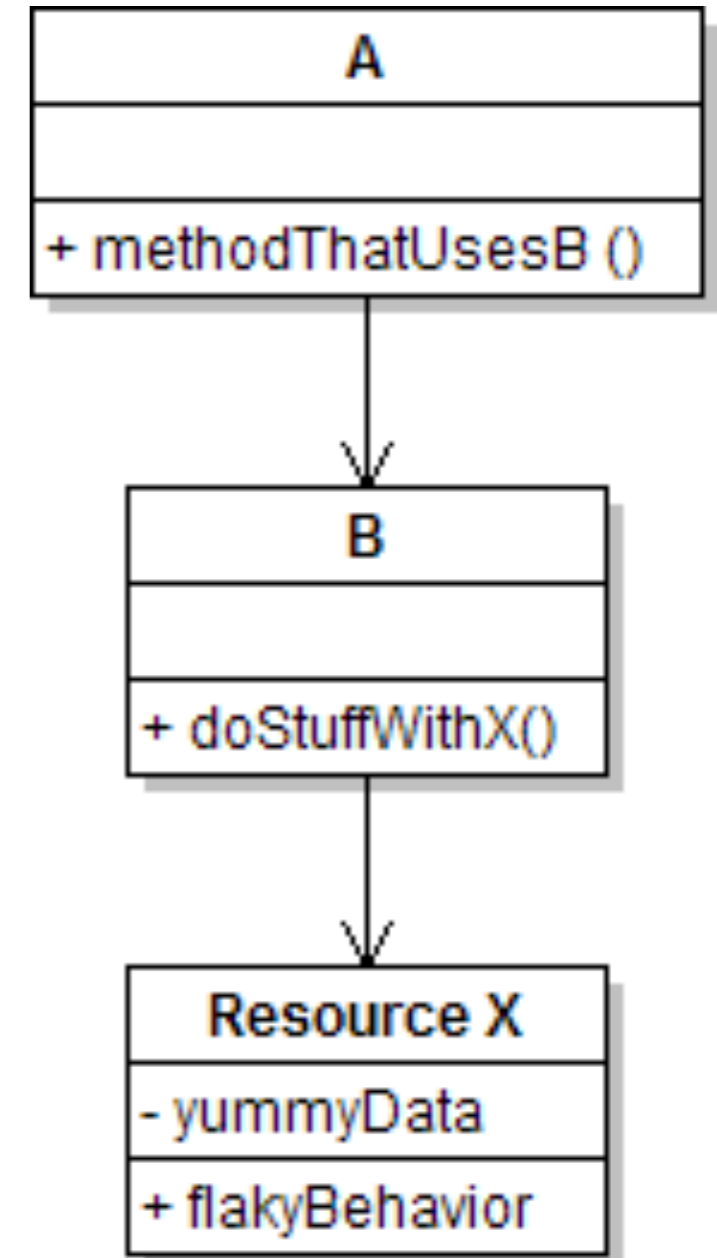 A
+ methodThatUsesB ()
B
+ doStuffWithX()
Resource X
- yummyData
+ flakyBehavior